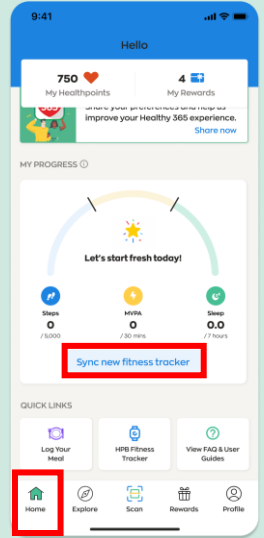 9:41
Hello
750
4
My Healthpoints
My Rewards
365
Share your preferences and help us
improve your Healthy 365 experience.
Share now
MY PROGRESS
Let's start fresh today!
Steps
MVPA
Sleep
0
0
0.0
/ 5,000
/ 30 mins
/ 7 hours
Sync new fitness tracker
QUICK LINKS
Log Your
Meal
HPB Fitness
Tracker
View FAQ & User
Guides
Home
Explore
Scan
Rewards
Profile